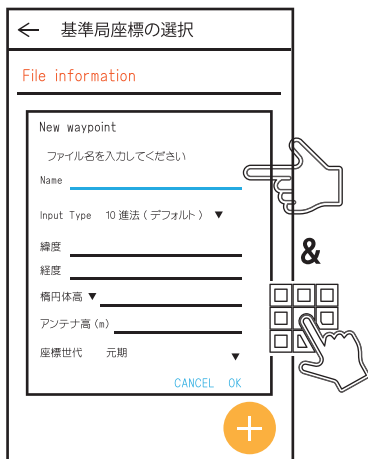 ← 基準局座標の選択
File information
New waypoint
ファイル名を入力してください
Name
Input Type 10 進法 ( デフォルト ) ▼
緯度
経度
楕円体高 ▼
アンテナ高 (m)
座標世代 元期 ▼
CANCEL OK
&
+